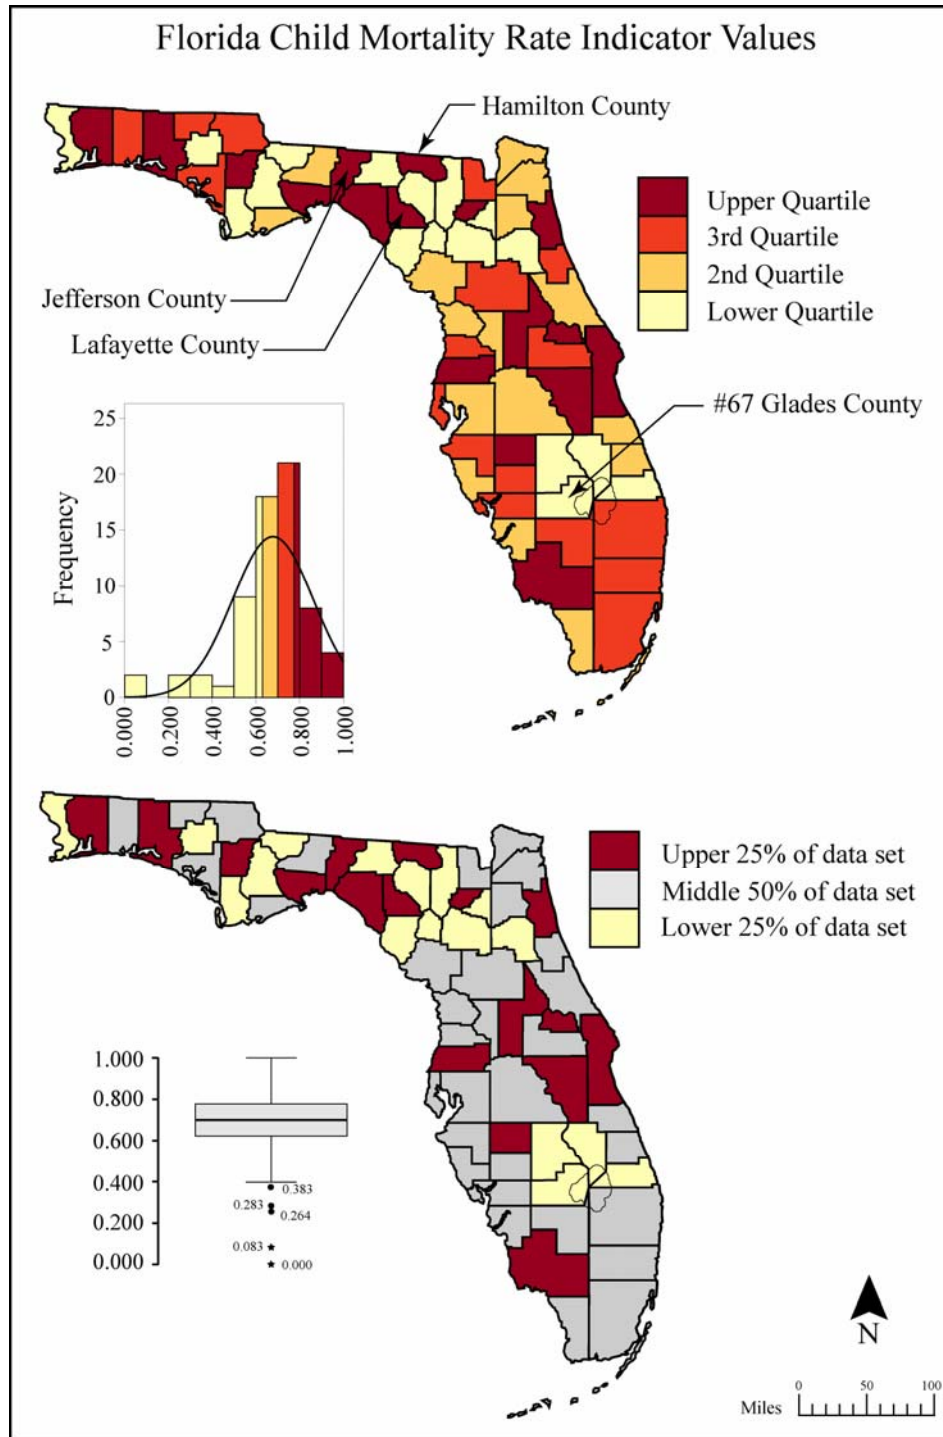 Florida Child Mortality Rate Indicator Values
Hamilton County
Upper Quartile
3rd Quartile
2nd Quartile
Lower Quartile
Jefferson County
Lafayette County
#67 Glades County
Frequency
25
20
15
10
5
0
0.000
0.200
0.400
0.600
0.800
1.000
Upper 25% of data set
Middle 50% of data set
Lower 25% of data set
1.000
0.800
0.600
0.400
0.200
0.000
0.383
0.283
0.264
0.083
0.000
N
Miles
0 50 100